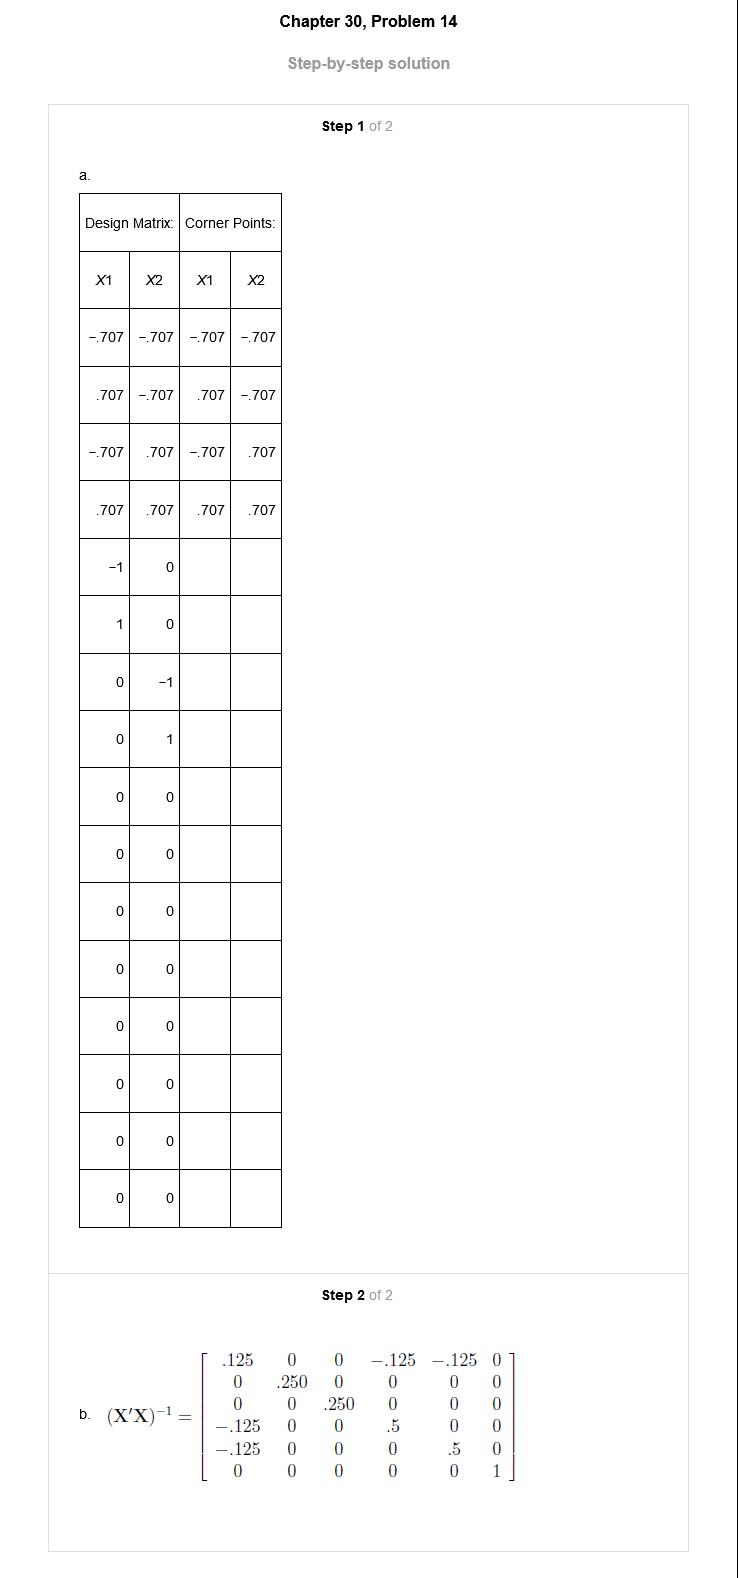 Chapter 30, Problem 14
Step-by-step solution
Step 1 of 2
a.
Design Matrix: Corner Points:
X1 X2 X1 X2
−.707 −.707 −.707 −.707
.707 −.707 .707 −.707
−.707 .707 −.707 .707
.707 .707 .707 .707
−1 0
1 0
0 −1
0 1
0 0
0 0
0 0
0 0
0 0
0 0
0 0
0 0
Step 2 of 2
.125 0 0 −.125 −.125 0
0 .250 0 0 0 0
0 0 .250 0 0 0
b. (X′X)⁻¹ =
−.125 0 0 .5 0 0
−.125 0 0 0 .5 0
0 0 0 0 0 1